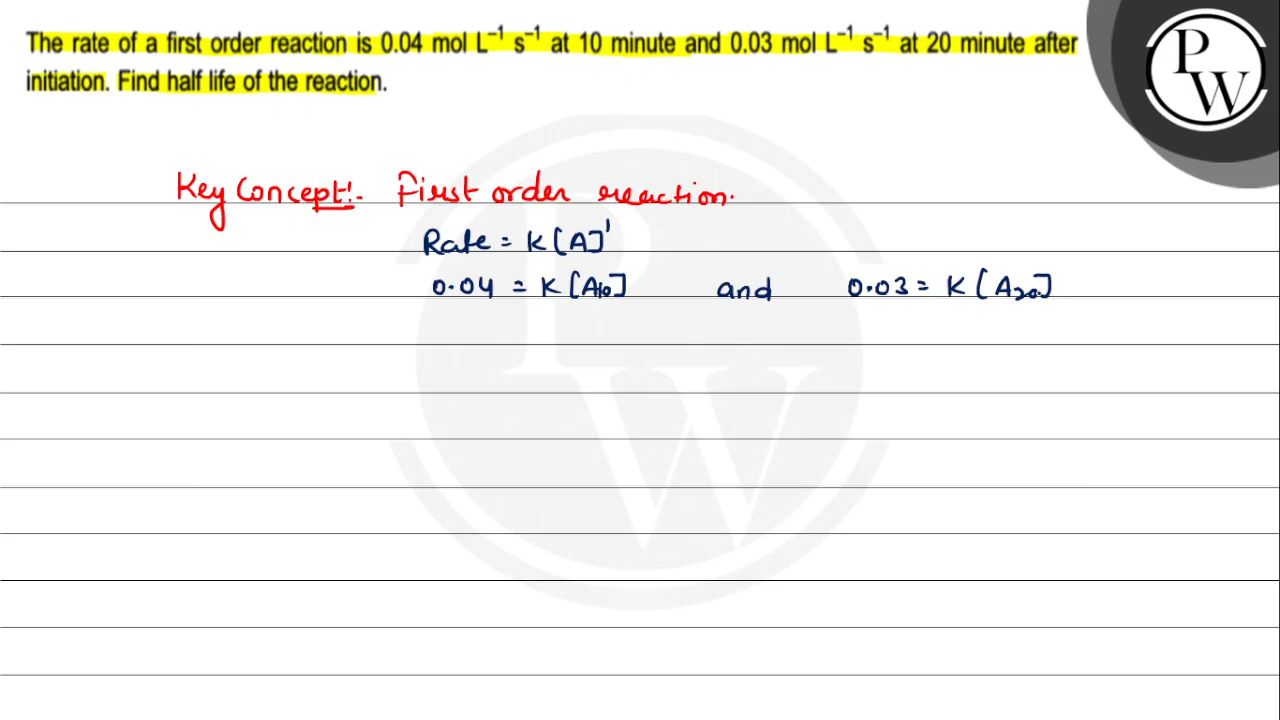 The rate of a first order reaction is 0.04 mol L⁻¹ s⁻¹ at 10 minute and 0.03 mol L⁻¹ s⁻¹ at 20 minute after
initiation. Find half life of the reaction.
P
W
Key Concept!- First order reaction.
Rate = K[A]¹
0.04 = K[A₁₀] and 0.03 = K[A₂₀]
P
W